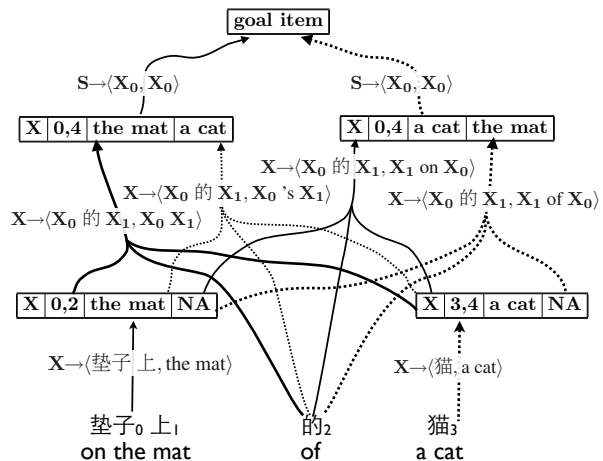 goal item
S→⟨X₀, X₀⟩ S→⟨X₀, X₀⟩
X 0,4 the mat a cat
X 0,4 a cat the mat
X→⟨X₀ 的 X₁, X₁ on X₀⟩
X→⟨X₀ 的 X₁, X₀ 's X₁⟩
X→⟨X₀ 的 X₁, X₁ of X₀⟩
X→⟨X₀ 的 X₁, X₀ X₁⟩
X 0,2 the mat NA X 3,4 a cat NA
X→⟨垫子 上, the mat⟩ X→⟨猫, a cat⟩
垫子₀ 上₁ 的₂ 猫₃
on the mat of a cat